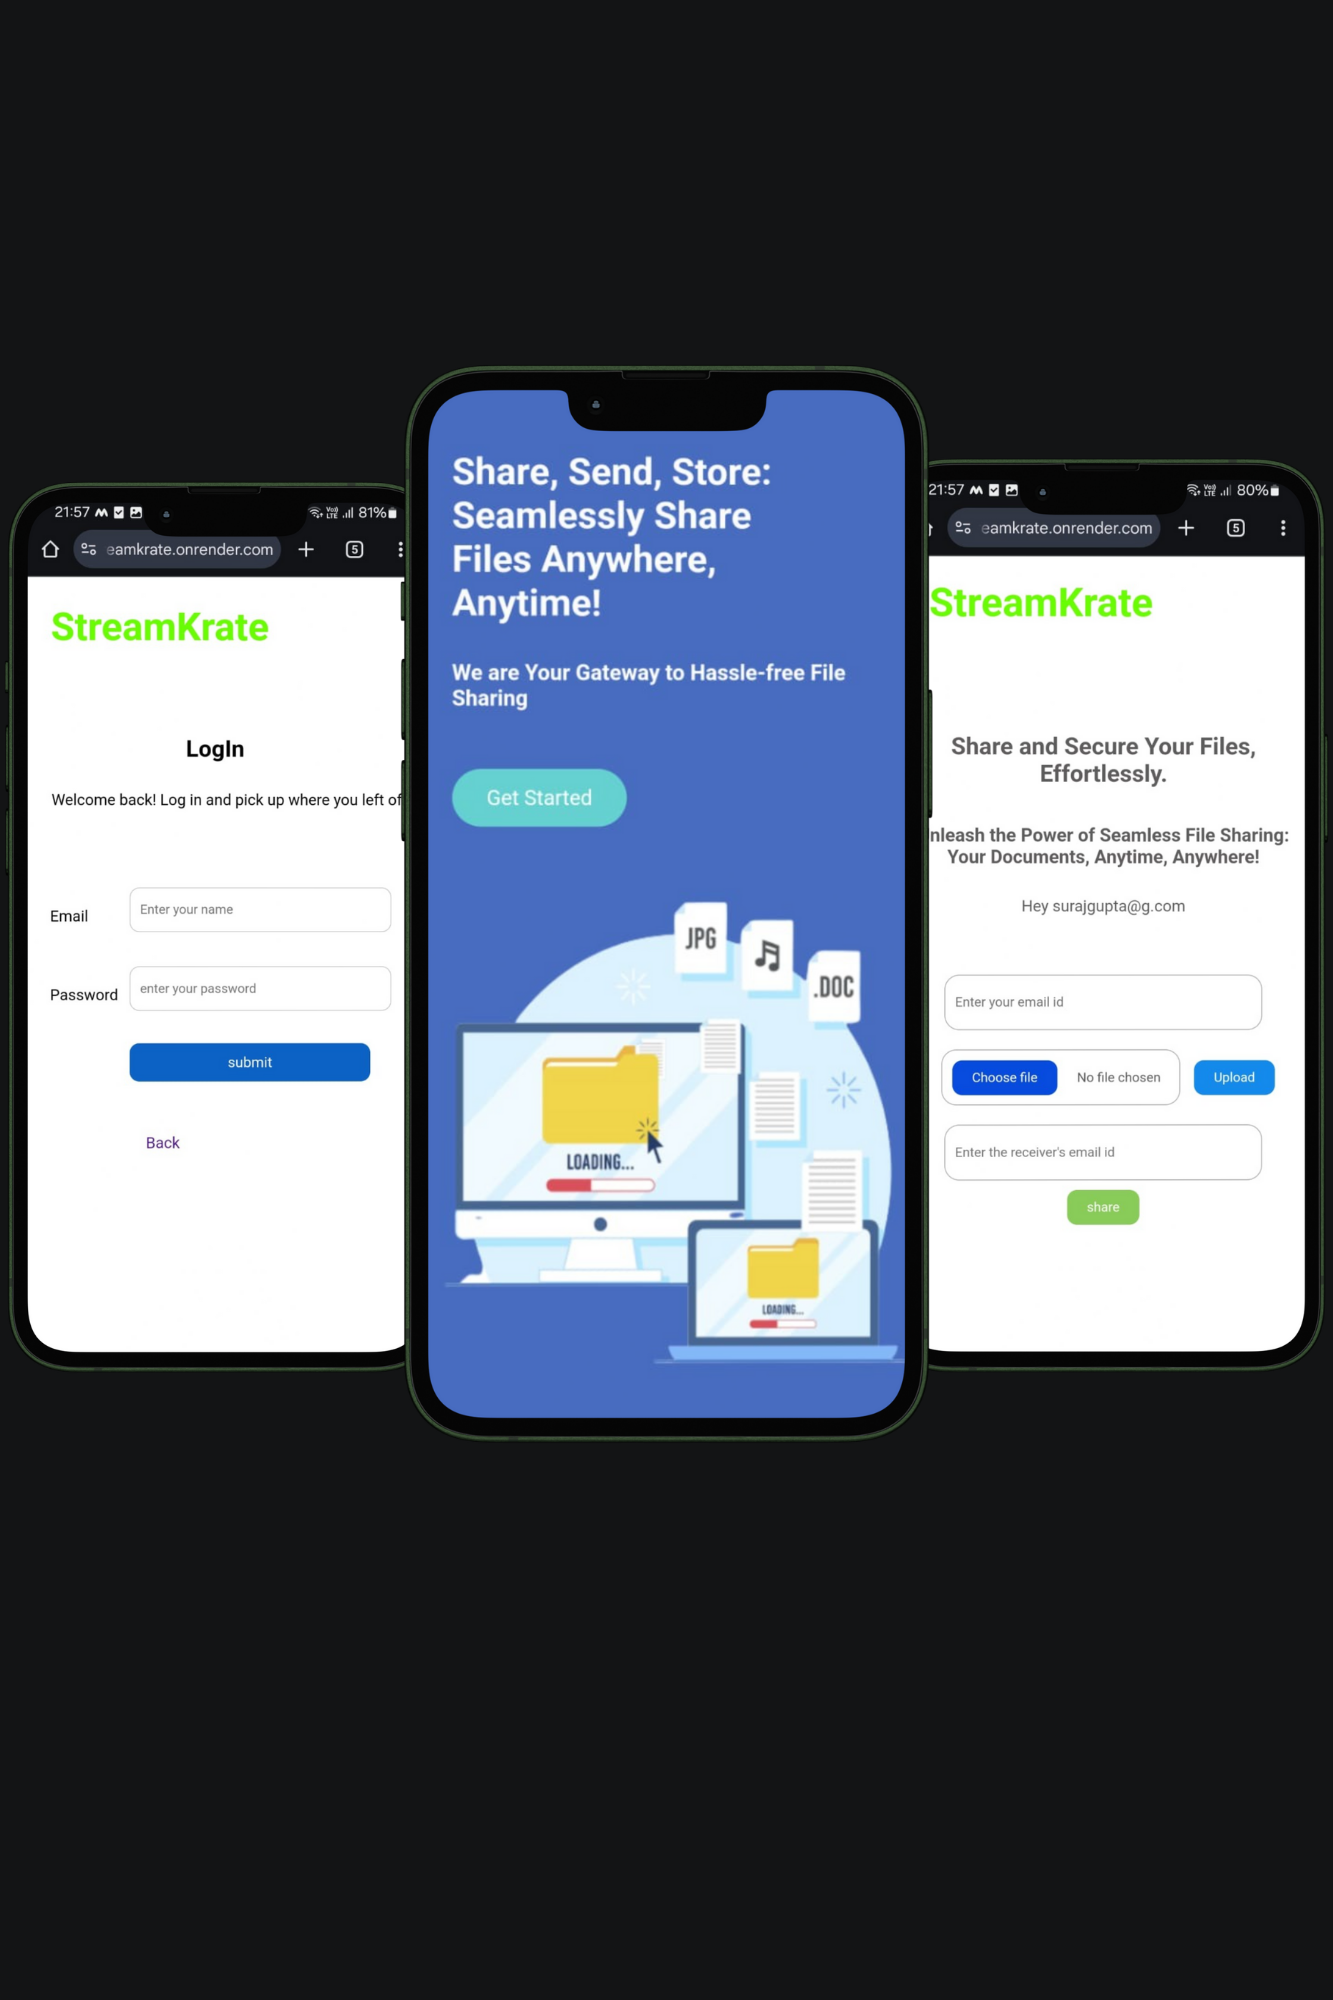 21:57
81%
eamkrate.onrender.com
5
StreamKrate
LogIn
Welcome back! Log in and pick up where you left of
Email
Enter your name
Password
enter your password
submit
Back
Share, Send, Store:
Seamlessly Share
Files Anywhere,
Anytime!
We are Your Gateway to Hassle-free File
Sharing
Get Started
JPG
.DOC
LOADING...
LOADING...
21:57
80%
eamkrate.onrender.com
5
StreamKrate
Share and Secure Your Files,
Effortlessly.
nleash the Power of Seamless File Sharing:
Your Documents, Anytime, Anywhere!
Hey surajgupta@g.com
Enter your email id
Choose file No file chosen Upload
Enter the receiver's email id
share